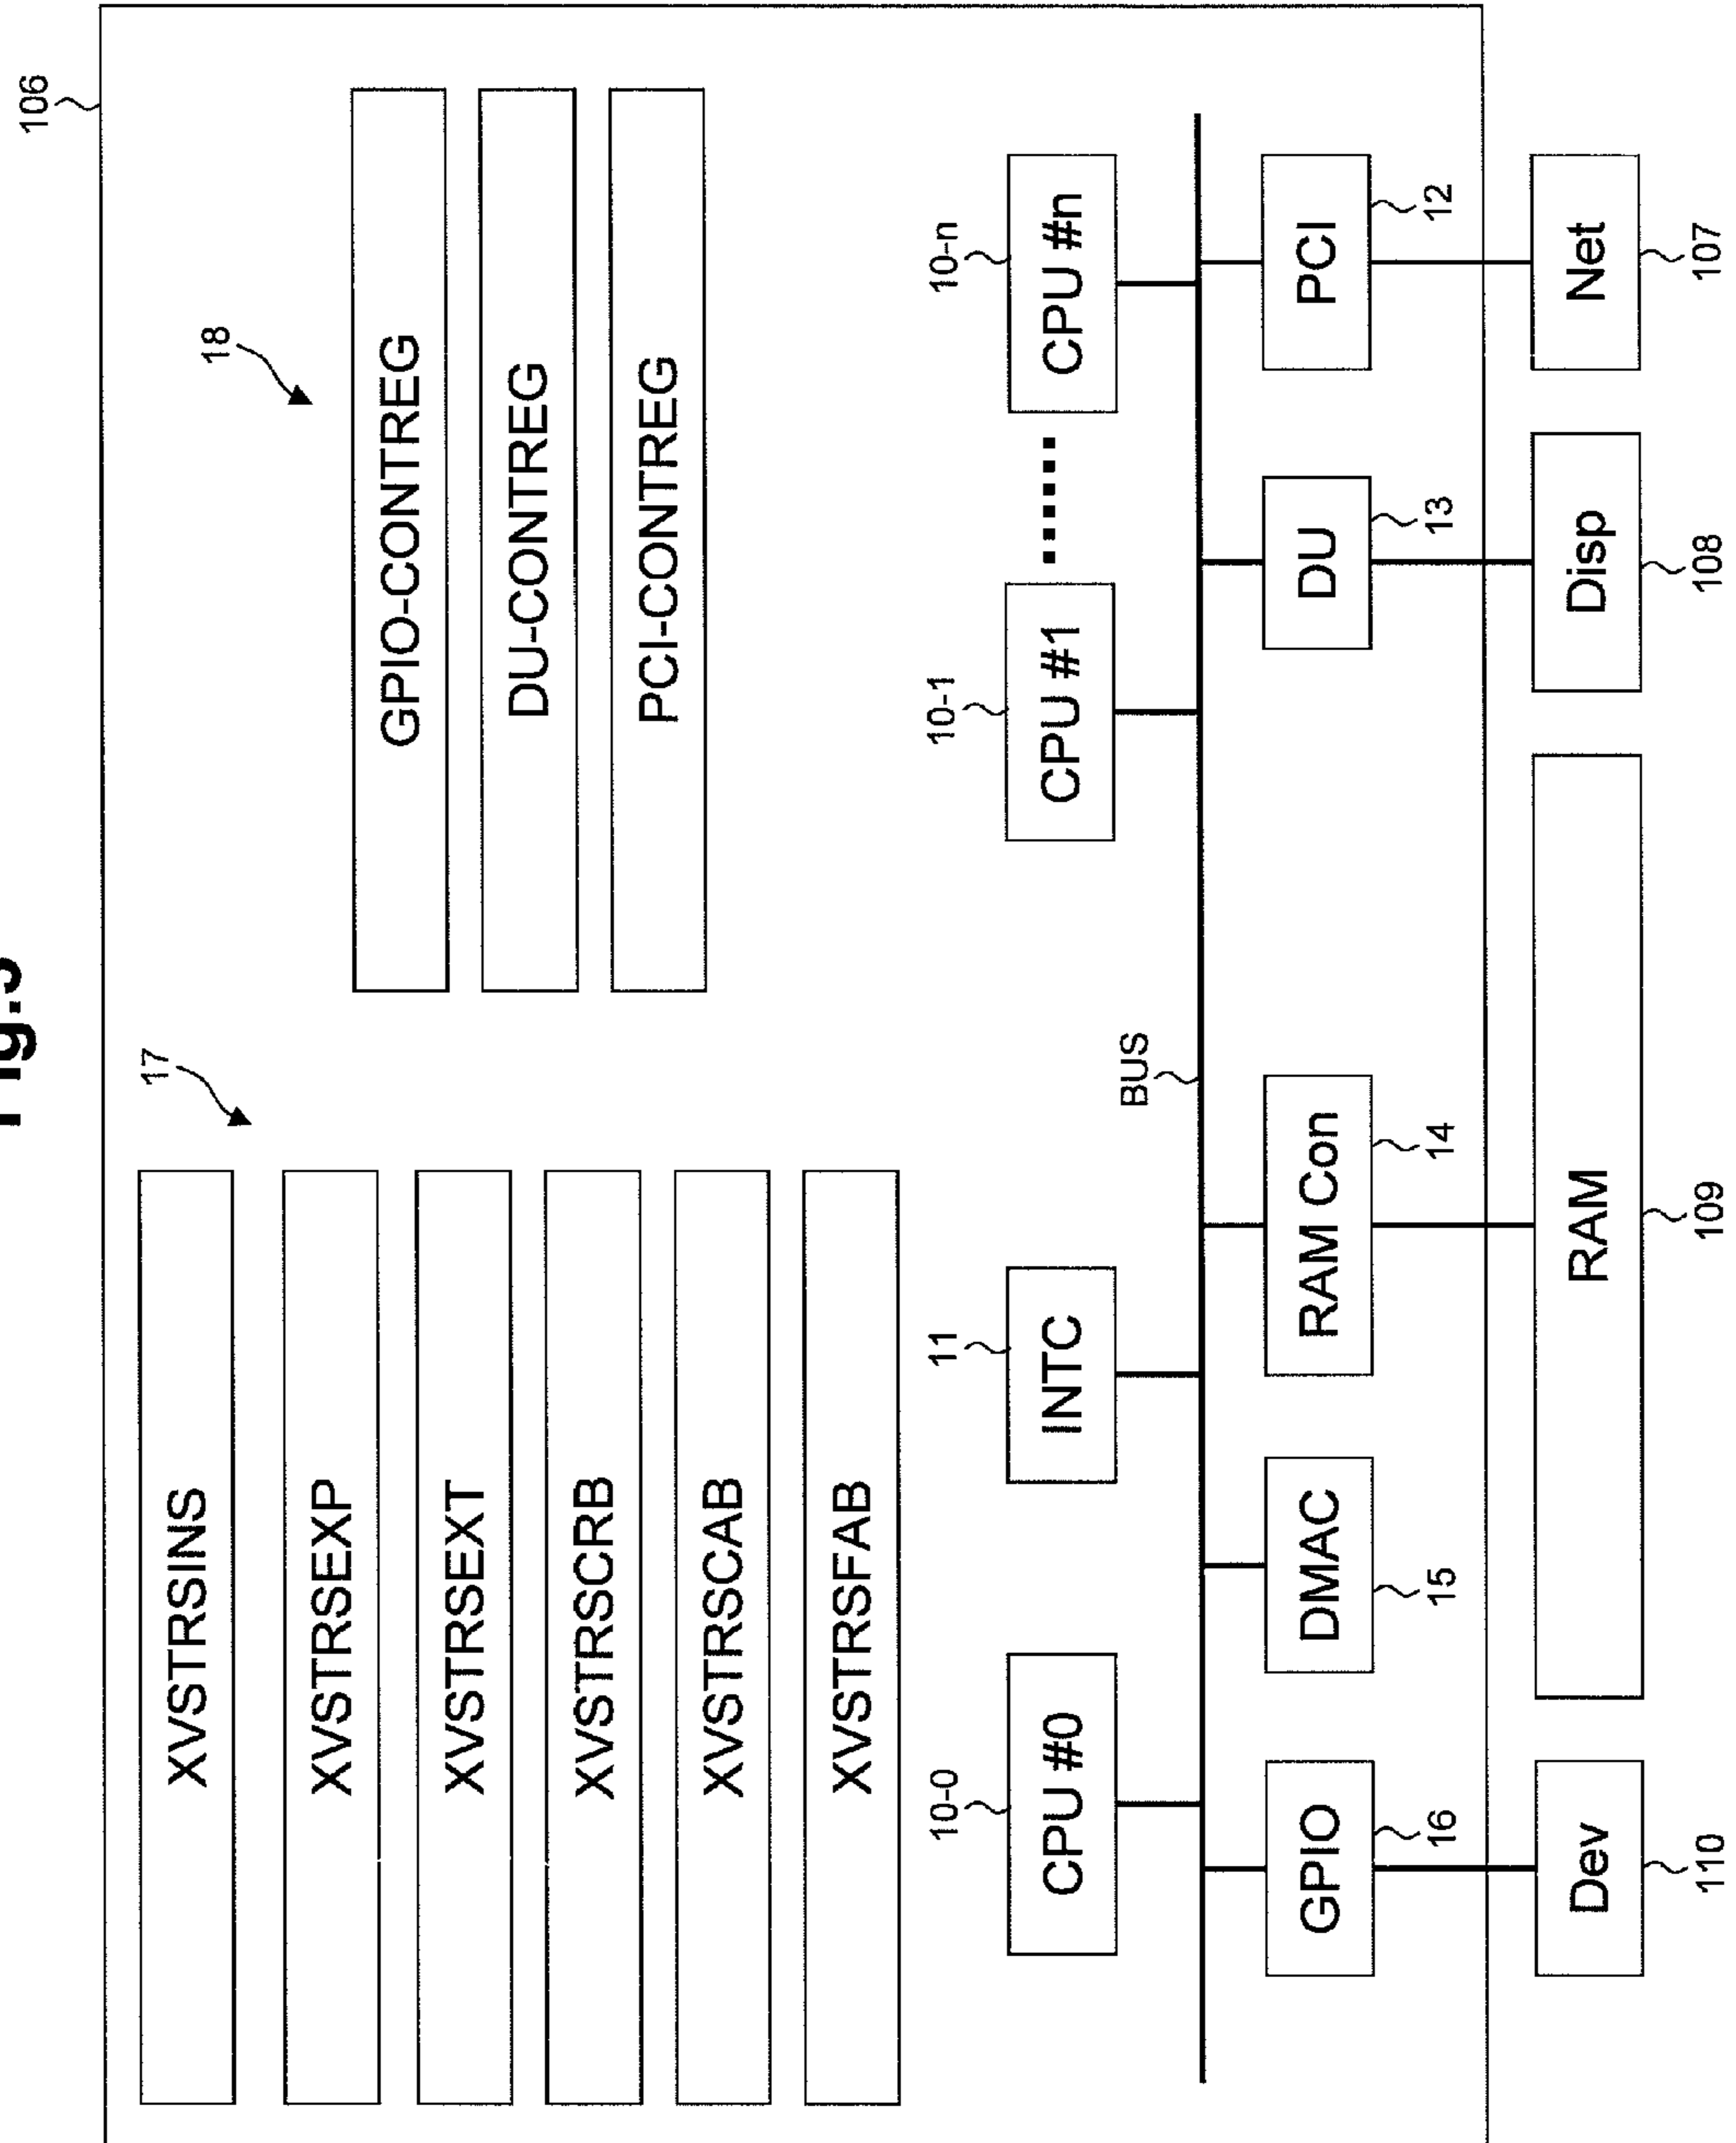 Fig.3
106
17
18
XVSTRSINS
XVSTRSEXP
XVSTRSEXT
XVSTRSCRB
XVSTRSCAB
XVSTRSFAB
GPIO-CONTREG
DU-CONTREG
PCI-CONTREG
10-0
11
10-1
10-n
CPU #0
INTC
CPU #1
CPU #n
BUS
GPIO
DMAC
RAM Con
DU
PCI
16
15
14
13
12
Dev
RAM
Disp
Net
110
109
108
107